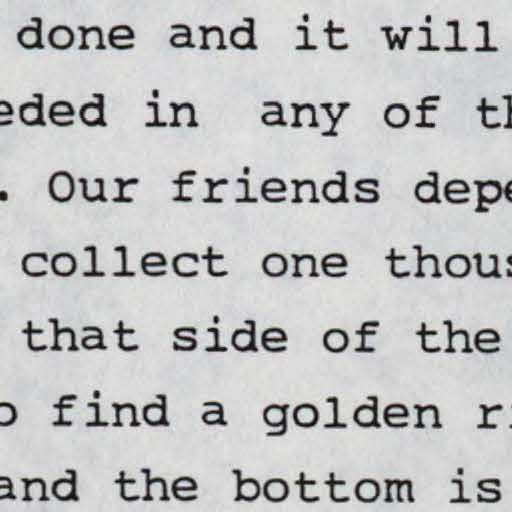 done and it will
eded in  any of th
. Our friends depe
collect one thous
that side of the
o find a golden ri
and the bottom is